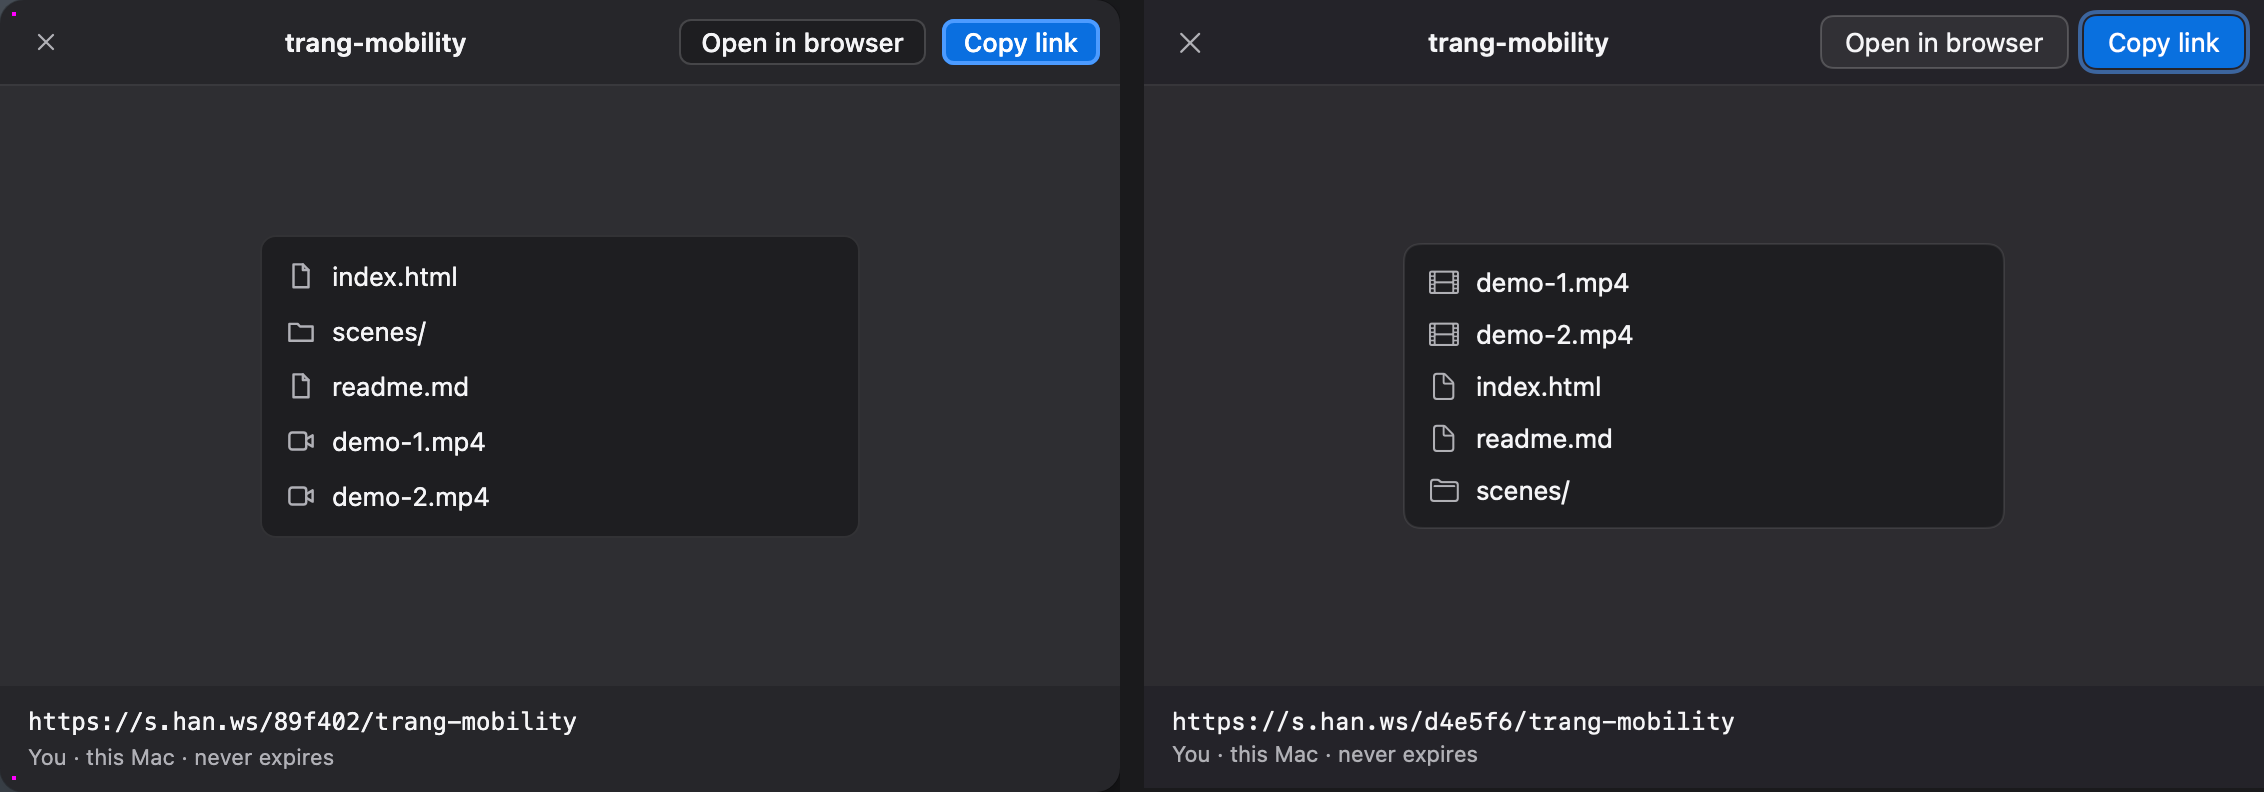 trang-mobility
Open in browser
Copy link
index.html
scenes/
readme.md
demo-1.mp4
demo-2.mp4
https://s.han.ws/89f402/trang-mobility
You · this Mac · never expires
trang-mobility
Open in browser
Copy link
demo-1.mp4
demo-2.mp4
index.html
readme.md
scenes/
https://s.han.ws/d4e5f6/trang-mobility
You · this Mac · never expires